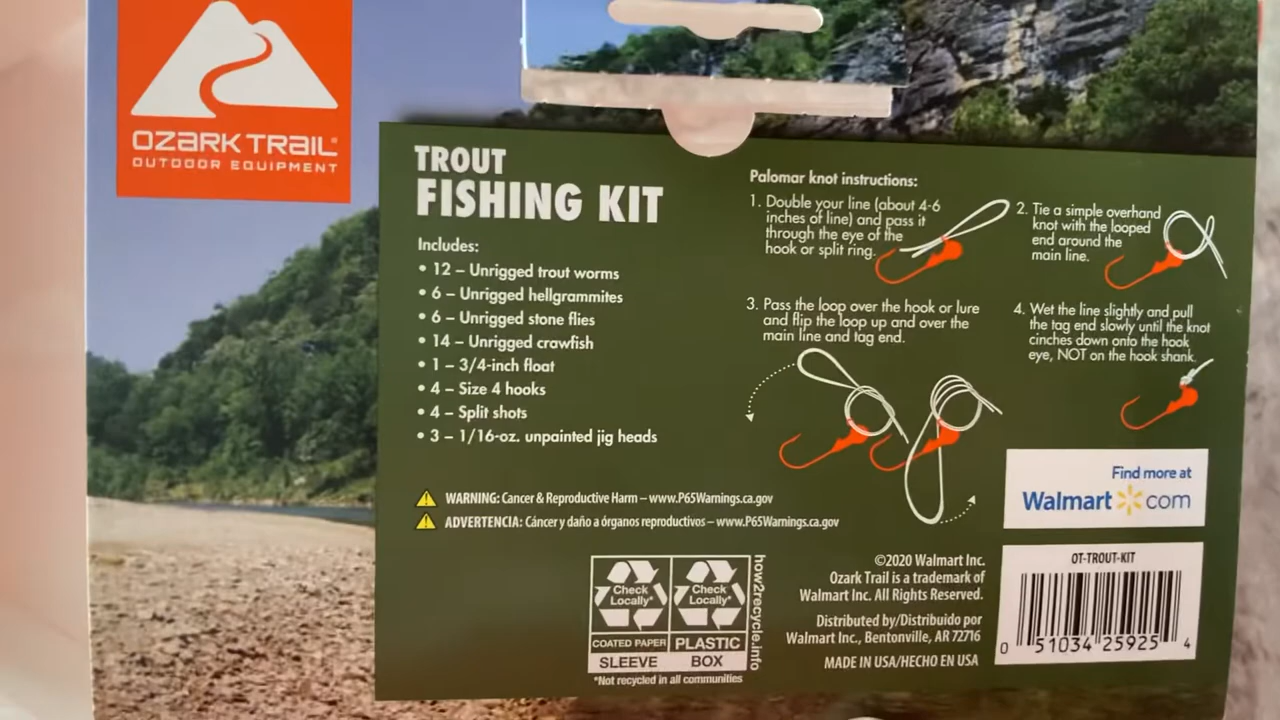 OZARK TRAIL®
OUTDOOR EQUIPMENT
TROUT
FISHING KIT
Includes:
• 12 – Unrigged trout worms
• 6 – Unrigged hellgrammites
• 6 – Unrigged stone flies
• 14 – Unrigged crawfish
• 1 – 3/4-inch float
• 4 – Size 4 hooks
• 4 – Split shots
• 3 – 1/16-oz. unpainted jig heads
Palomar knot instructions:
1. Double your line (about 4-6
inches of line) and pass it
through the eye of the
hook or split ring.
2. Tie a simple overhand
knot with the looped
end around the
main line.
3. Pass the loop over the hook or lure
and flip the loop up and over the
main line and tag end.
4. Wet the line slightly and pull
the tag end slowly until the knot
cinches down onto the hook
eye, NOT on the hook shank.
WARNING: Cancer & Reproductive Harm – www.P65Warnings.ca.gov
ADVERTENCIA: Cáncer y daño a órganos reproductivos – www.P65Warnings.ca.gov
Find more at
Walmart.com
Check Locally*
COATED PAPER
SLEEVE
Check Locally*
PLASTIC
BOX
how2recycle.info
*Not recycled in all communities
©2020 Walmart Inc.
Ozark Trail is a trademark of
Walmart Inc. All Rights Reserved.
Distributed by/Distribuido por
Walmart Inc., Bentonville, AR 72716
MADE IN USA/HECHO EN USA
OT-TROUT-KIT
0 51034 25925 4